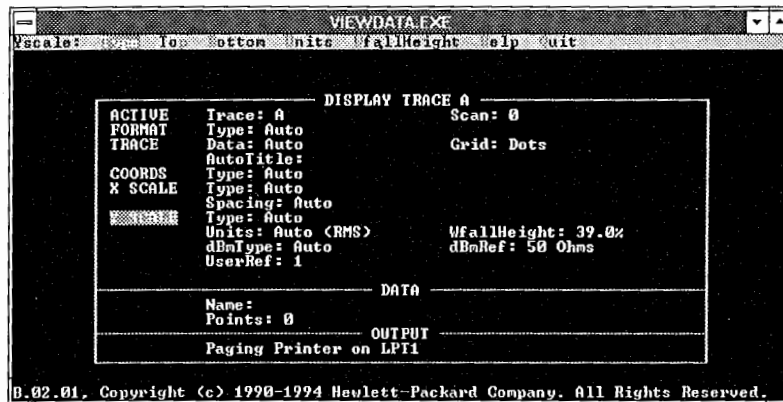 VIEWDATA.EXE
Yscale: Type Top Bottom Units WfallHeight Help Quit
DISPLAY TRACE A
ACTIVE Trace: A Scan: 0
FORMAT Type: Auto
TRACE Data: Auto Grid: Dots
AutoTitle:
COORDS Type: Auto
X SCALE Type: Auto
Spacing: Auto
Y SCALE Type: Auto
Units: Auto (RMS) WfallHeight: 39.0%
dBmType: Auto dBmRef: 50 Ohms
UserRef: 1
DATA
Name:
Points: 0
OUTPUT
Paging Printer on LPT1
B.02.01, Copyright (c) 1990-1994 Hewlett-Packard Company. All Rights Reserved.